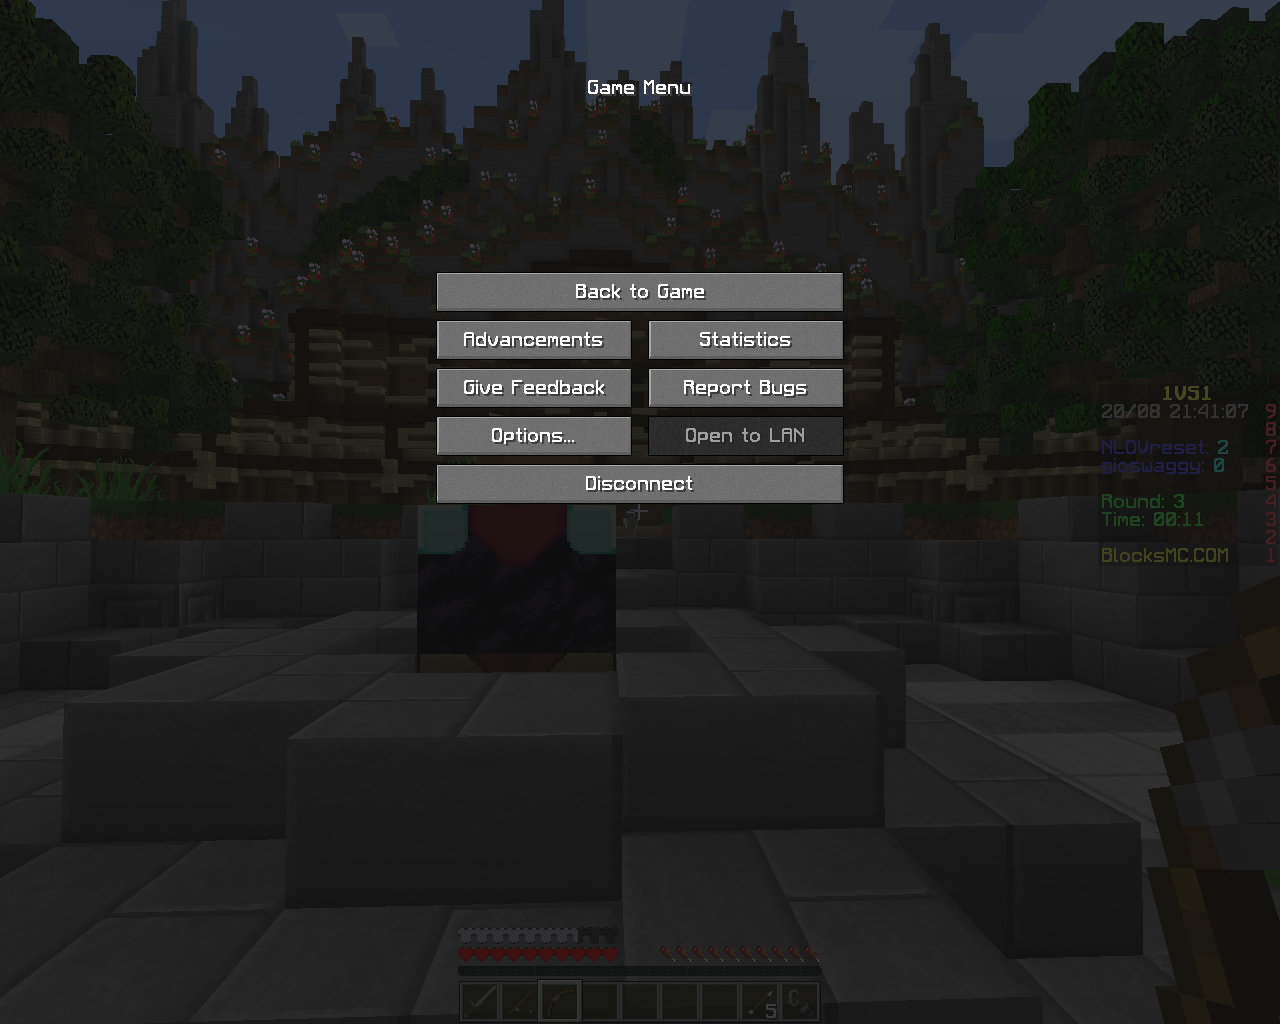 Game Menu
Back to Game
Advancements
Statistics
Give Feedback
Report Bugs
Options...
Open to LAN
Disconnect
1VS1
20/08 21:41:07 9
8
NLOVreset: 2 7
gioswaggy: 0 6
5
Round: 3 4
Time: 00:11 3
2
BlocksMC.COM 1
5